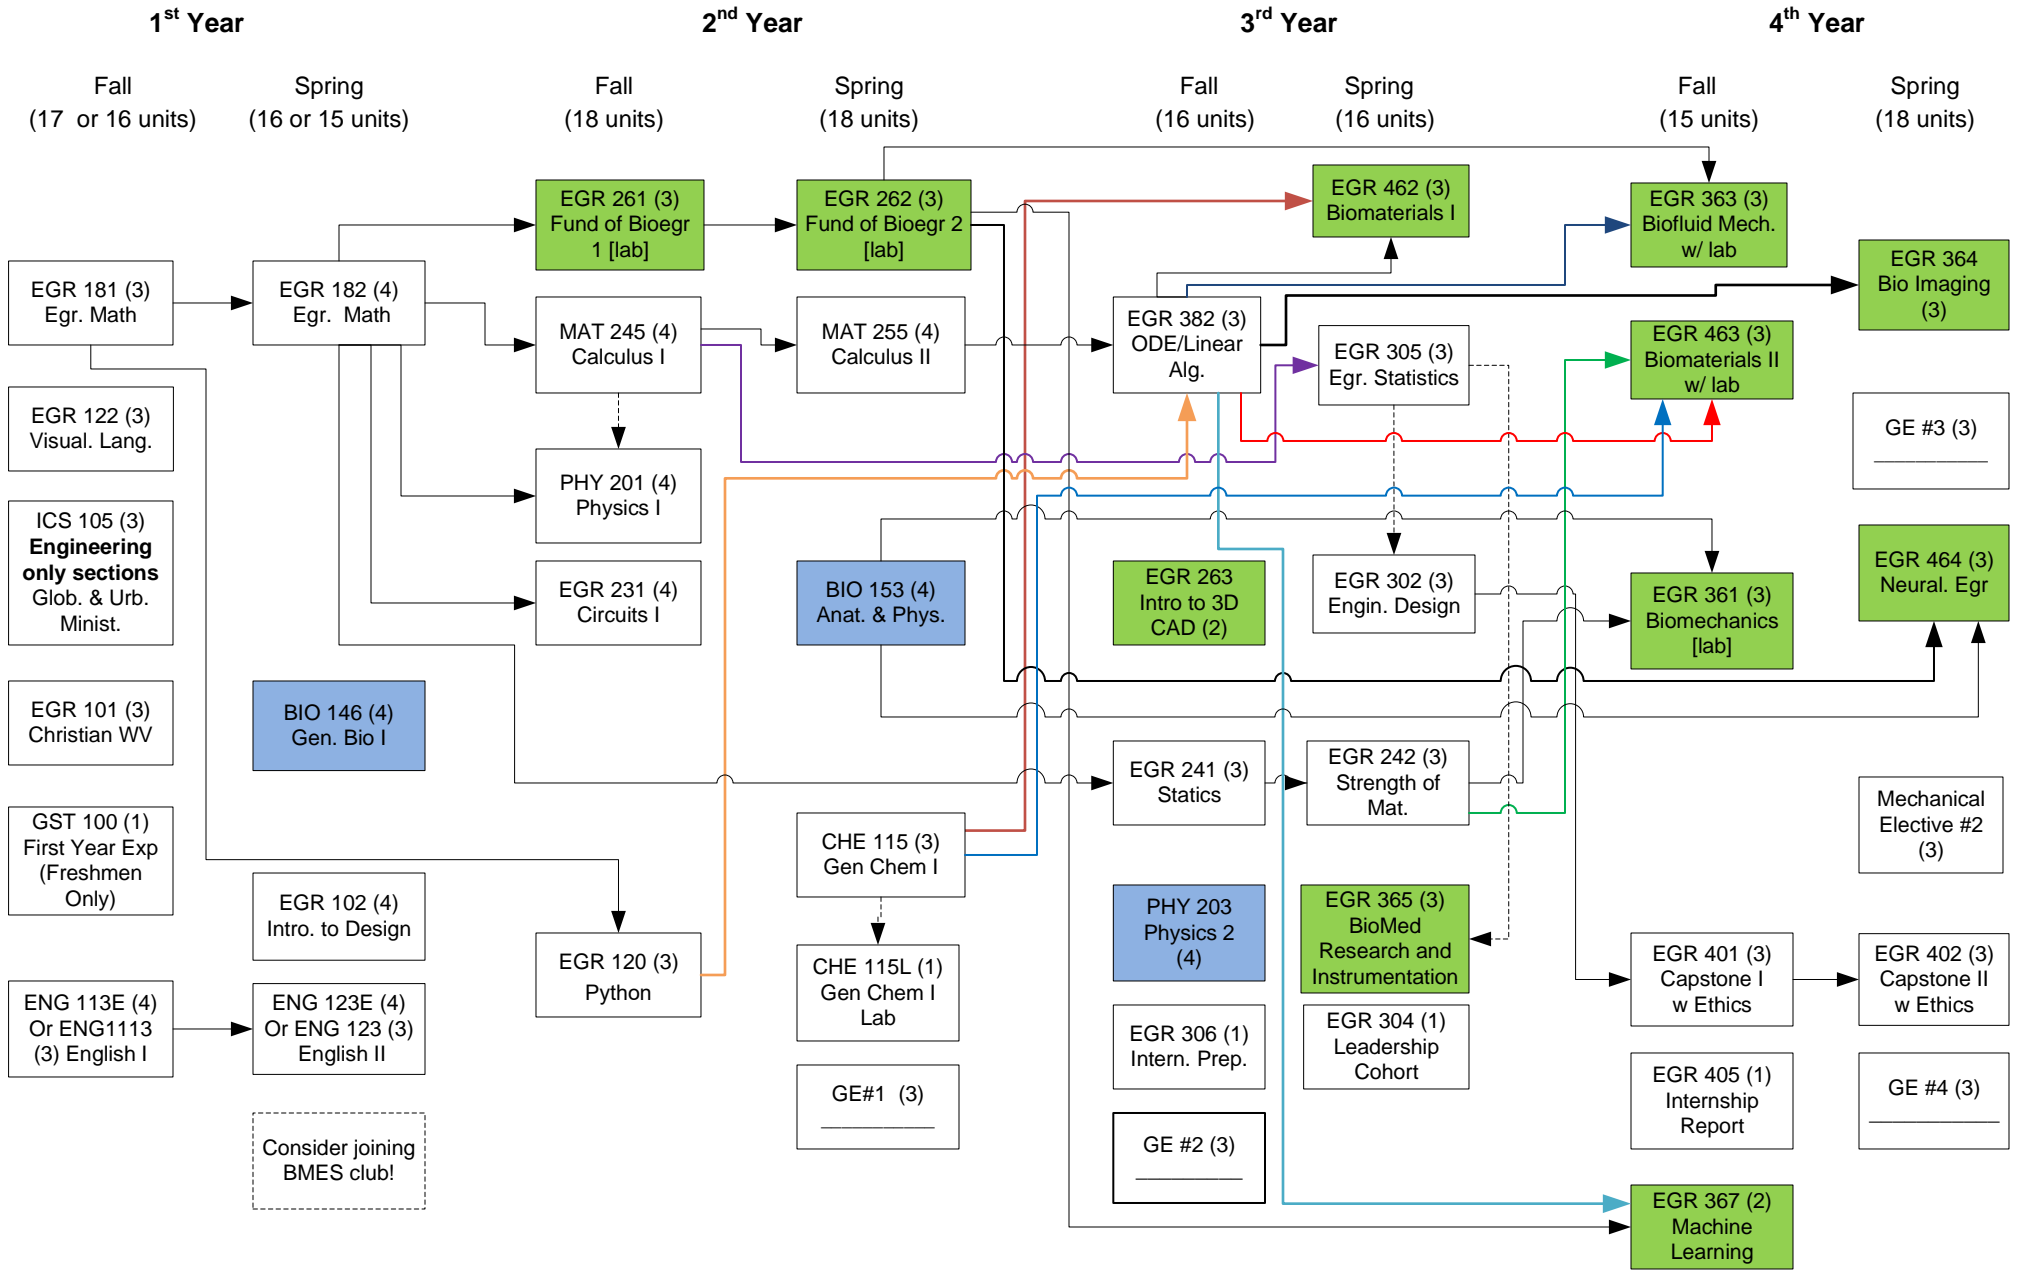 1st Year
2nd Year
3rd Year
4th Year
Fall
(17 or 16 units)
Spring
(16 or 15 units)
Fall
(18 units)
Spring
(18 units)
Fall
(16 units)
Spring
(16 units)
Fall
(15 units)
Spring
(18 units)
EGR 181 (3)
Egr. Math
EGR 122 (3)
Visual. Lang.
ICS 105 (3)
Engineering
only sections
Glob. & Urb.
Minist.
EGR 101 (3)
Christian WV
GST 100 (1)
First Year Exp
(Freshmen
Only)
ENG 113E (4)
Or ENG1113
(3) English I
EGR 182 (4)
Egr. Math
BIO 146 (4)
Gen. Bio I
EGR 102 (4)
Intro. to Design
ENG 123E (4)
Or ENG 123 (3)
English II
Consider joining
BMES club!
EGR 261 (3)
Fund of Bioegr
1 [lab]
MAT 245 (4)
Calculus I
PHY 201 (4)
Physics I
EGR 231 (4)
Circuits I
EGR 120 (3)
Python
EGR 262 (3)
Fund of Bioegr 2
[lab]
MAT 255 (4)
Calculus II
BIO 153 (4)
Anat. & Phys.
CHE 115 (3)
Gen Chem I
CHE 115L (1)
Gen Chem I
Lab
GE#1 (3)
EGR 382 (3)
ODE/Linear
Alg.
EGR 263
Intro to 3D
CAD (2)
EGR 241 (3)
Statics
PHY 203
Physics 2
(4)
EGR 306 (1)
Intern. Prep.
GE #2 (3)
EGR 462 (3)
Biomaterials I
EGR 305 (3)
Egr. Statistics
EGR 302 (3)
Engin. Design
EGR 242 (3)
Strength of
Mat.
EGR 365 (3)
BioMed
Research and
Instrumentation
EGR 304 (1)
Leadership
Cohort
EGR 363 (3)
Biofluid Mech.
w/ lab
EGR 463 (3)
Biomaterials II
w/ lab
EGR 361 (3)
Biomechanics
[lab]
EGR 401 (3)
Capstone I
w Ethics
EGR 405 (1)
Internship
Report
EGR 367 (2)
Machine
Learning
EGR 364
Bio Imaging
(3)
GE #3 (3)
EGR 464 (3)
Neural. Egr
Mechanical
Elective #2
(3)
EGR 402 (3)
Capstone II
w Ethics
GE #4 (3)